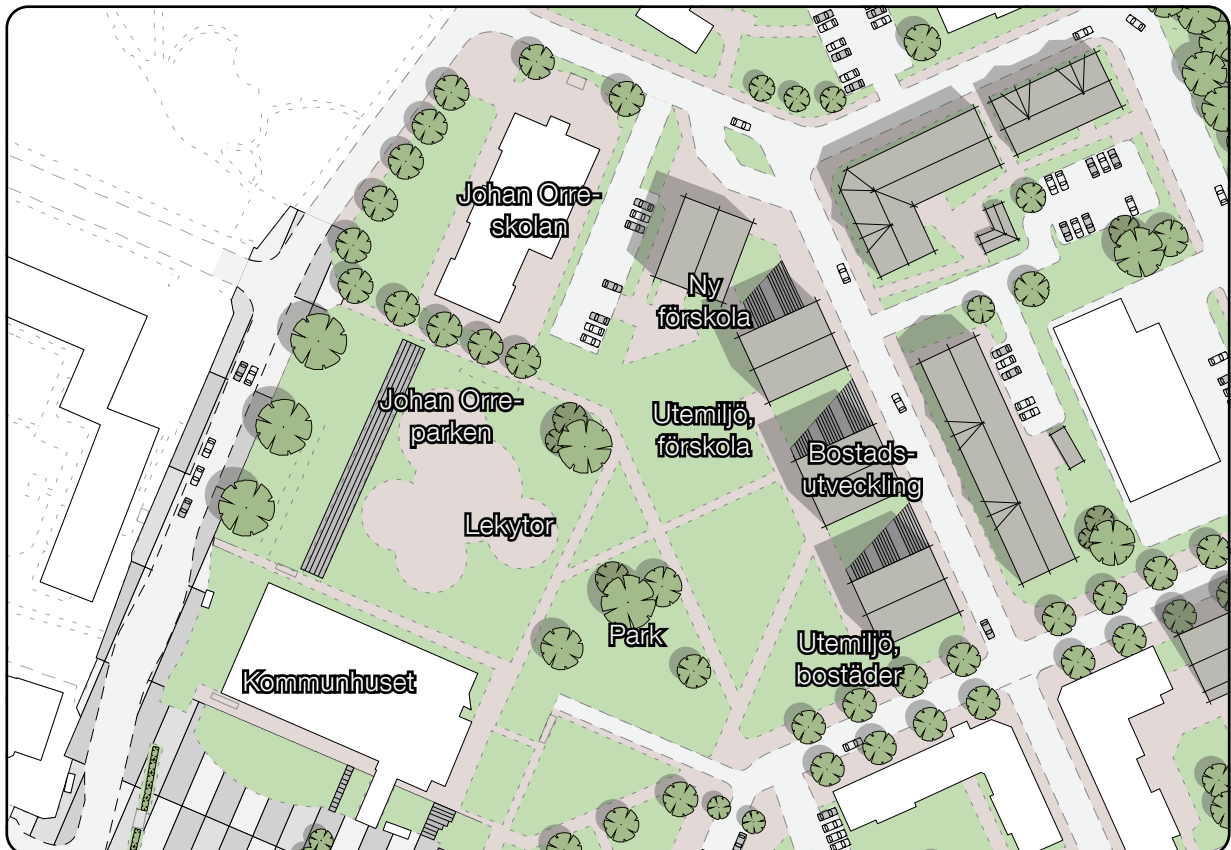 Johan Orre-
skolan
Ny
förskola
Johan Orre-
parken
Utemiljö,
förskola
Bostads-
utveckling
Lekytor
Park
Utemiljö,
bostäder
Kommunhuset